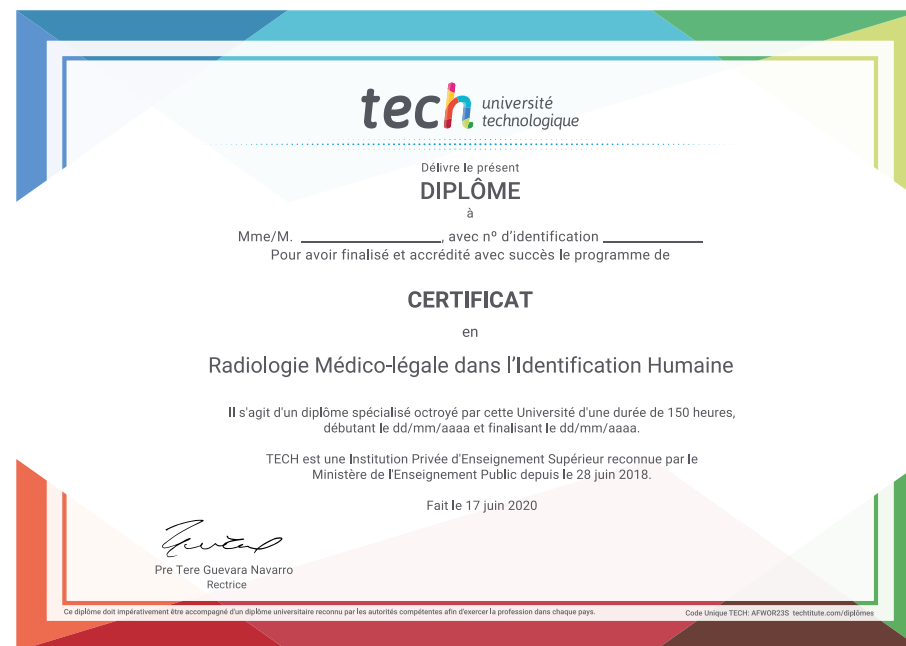 tech université
technologique
Délivre le présent
DIPLÔME
à
Mme/M. ____________________, avec nº d'identification ______________
Pour avoir finalisé et accrédité avec succès le programme de
CERTIFICAT
en
Radiologie Médico-légale dans l'Identification Humaine
Il s'agit d'un diplôme spécialisé octroyé par cette Université d'une durée de 150 heures,
débutant le dd/mm/aaaa et finalisant le dd/mm/aaaa.
TECH est une Institution Privée d'Enseignement Supérieur reconnue par le
Ministère de l'Enseignement Public depuis le 28 juin 2018.
Fait le 17 juin 2020
Pre Tere Guevara Navarro
Rectrice
Ce diplôme doit impérativement être accompagné d'un diplôme universitaire reconnu par les autorités compétentes afin d'exercer la profession dans chaque pays.
Code Unique TECH: AFWOR23S techtitute.com/diplômes